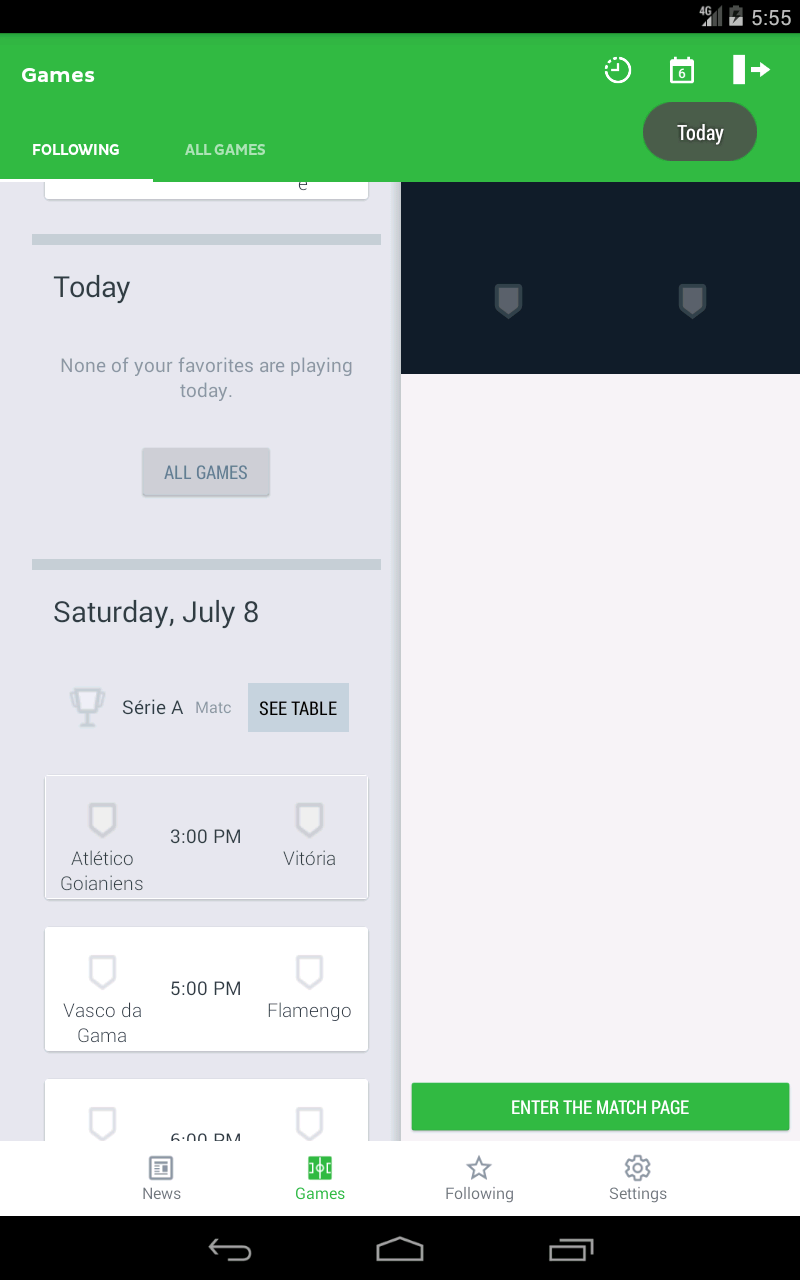 4G 5:55
Games
6
Today
FOLLOWING ALL GAMES
e
Today
None of your favorites are playing
today.
ALL GAMES
Saturday, July 8
Série A Matc SEE TABLE
3:00 PM
Atlético
Goianiens
Vitória
5:00 PM
Vasco da
Gama
Flamengo
6:00 PM
ENTER THE MATCH PAGE
News Games Following Settings